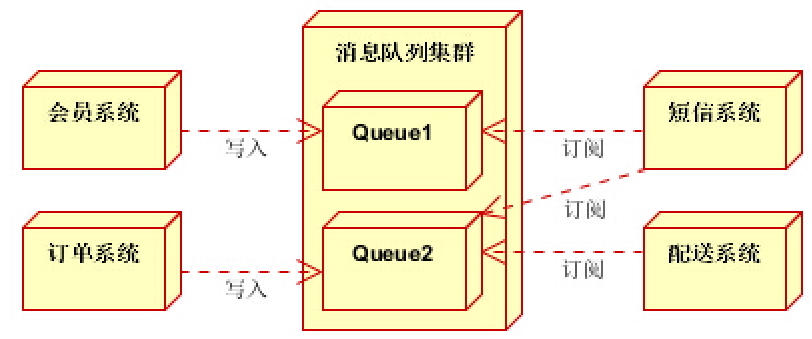 消息队列集群
会员系统
写入
Queue1
订阅
短信系统
订阅
订单系统
写入
Queue2
订阅
配送系统